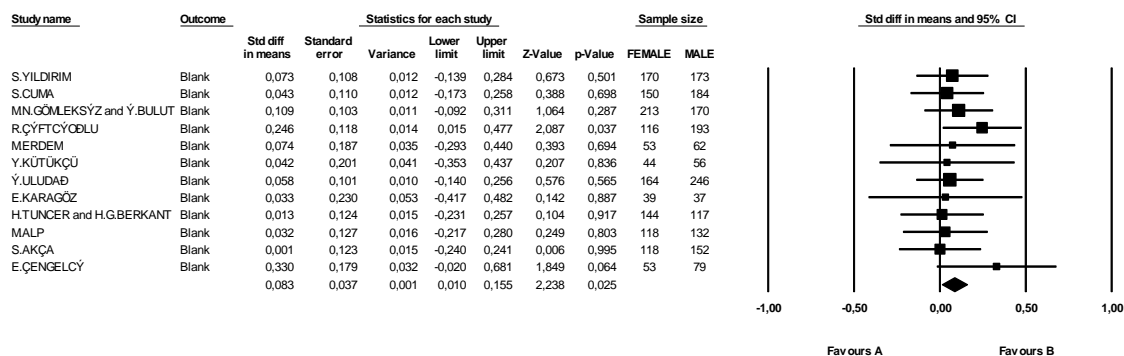 Study name Outcome Statistics for each study Sample size Std diff in means and 95% CI
Std diff Standard Lower Upper
in means error Variance limit limit Z-Value p-Value FEMALE MALE
S.YILDIRIM Blank 0,073 0,108 0,012 -0,139 0,284 0,673 0,501 170 173
S.CUMA Blank 0,043 0,110 0,012 -0,173 0,258 0,388 0,698 150 184
M.N.GÖMLEKSÝZ and Ý.BULUT Blank 0,109 0,103 0,011 -0,092 0,311 1,064 0,287 213 170
R.ÇÝFTCÝOÐLU Blank 0,246 0,118 0,014 0,015 0,477 2,087 0,037 116 193
M.ERDEM Blank 0,074 0,187 0,035 -0,293 0,440 0,393 0,694 53 62
Y.KÜTÜKÇÜ Blank 0,042 0,201 0,041 -0,353 0,437 0,207 0,836 44 56
Ý.ULUDAÐ Blank 0,058 0,101 0,010 -0,140 0,256 0,576 0,565 164 246
E.KARAGÖZ Blank 0,033 0,230 0,053 -0,417 0,482 0,142 0,887 39 37
H.TUNCER and H.G.BERKANT Blank 0,013 0,124 0,015 -0,231 0,257 0,104 0,917 144 117
M.ALP Blank 0,032 0,127 0,016 -0,217 0,280 0,249 0,803 118 132
S.AKÇA Blank 0,001 0,123 0,015 -0,240 0,241 0,006 0,995 118 152
E.ÇENGELCÝ Blank 0,330 0,179 0,032 -0,020 0,681 1,849 0,064 53 79
0,083 0,037 0,001 0,010 0,155 2,238 0,025
-1,00 -0,50 0,00 0,50 1,00
Favours A Favours B